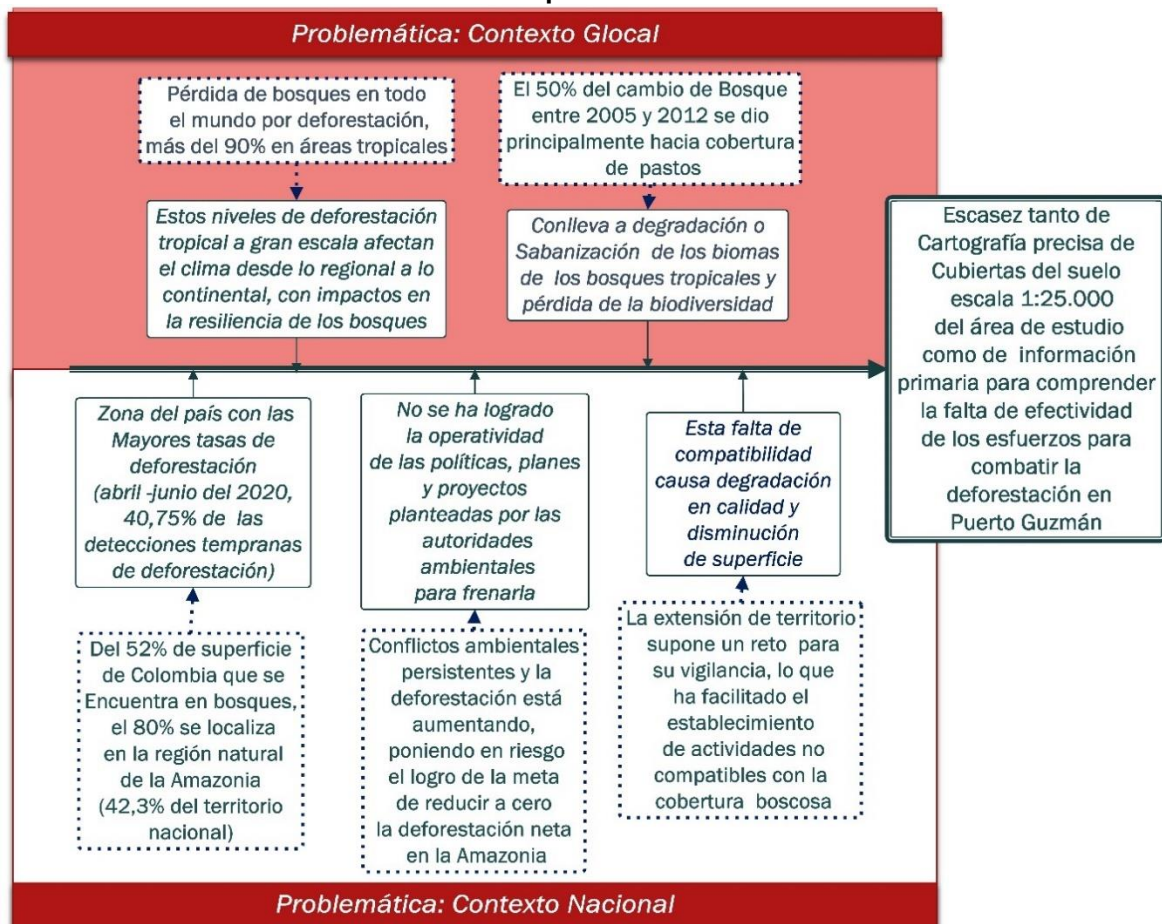 Problemática: Contexto Glocal
Pérdida de bosques en todo
el mundo por deforestación,
más del 90% en áreas tropicales
El 50% del cambio de Bosque
entre 2005 y 2012 se dio
principalmente hacia cobertura
de pastos
Estos niveles de deforestación
tropical a gran escala afectan
el clima desde lo regional a lo
continental, con impactos en
la resiliencia de los bosques
Conlleva a degradación o
Sabanización de los biomas
de los bosques tropicales y
pérdida de la biodiversidad
Escasez tanto de
Cartografía precisa de
Cubiertas del suelo
escala 1:25.000
del área de estudio
como de información
primaria para comprender
la falta de efectividad
de los esfuerzos para
combatir la
deforestación en
Puerto Guzmán
Zona del país con las
Mayores tasas de
deforestación
(abril -junio del 2020,
40,75% de las
detecciones tempranas
de deforestación)
No se ha logrado
la operatividad
de las políticas, planes
y proyectos
planteadas por las
autoridades
ambientales
para frenarla
Esta falta de
compatibilidad
causa degradación
en calidad y
disminución
de superficie
Del 52% de superficie
de Colombia que se
Encuentra en bosques,
el 80% se localiza
en la región natural
de la Amazonia
(42,3% del territorio
nacional)
Conflictos ambientales
persistentes y la
deforestación está
aumentando,
poniendo en riesgo
el logro de la meta
de reducir a cero
la deforestación neta
en la Amazonia
La extensión de territorio
supone un reto para
su vigilancia, lo que
ha facilitado el
establecimiento
de actividades no
compatibles con la
cobertura boscosa
Problemática: Contexto Nacional